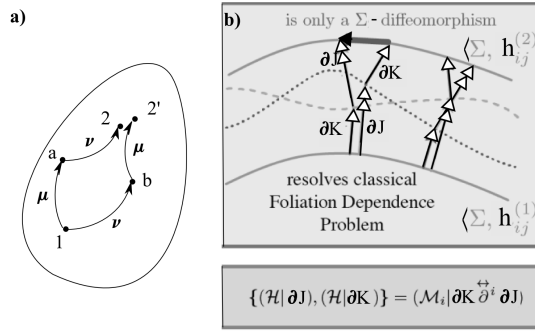 a)
2
2'
ν
a
μ
μ
b
ν
1
b)
is only a Σ - diffeomorphism
⟨Σ, h_{ij}^{(2)}
∂J
∂K
∂K
∂J
resolves classical
Foliation Dependence
Problem
⟨Σ, h_{ij}^{(1)}
{(ℋ|∂J), (ℋ|∂K)} = (ℳ_i|∂K ∂^{↔ i} ∂J)